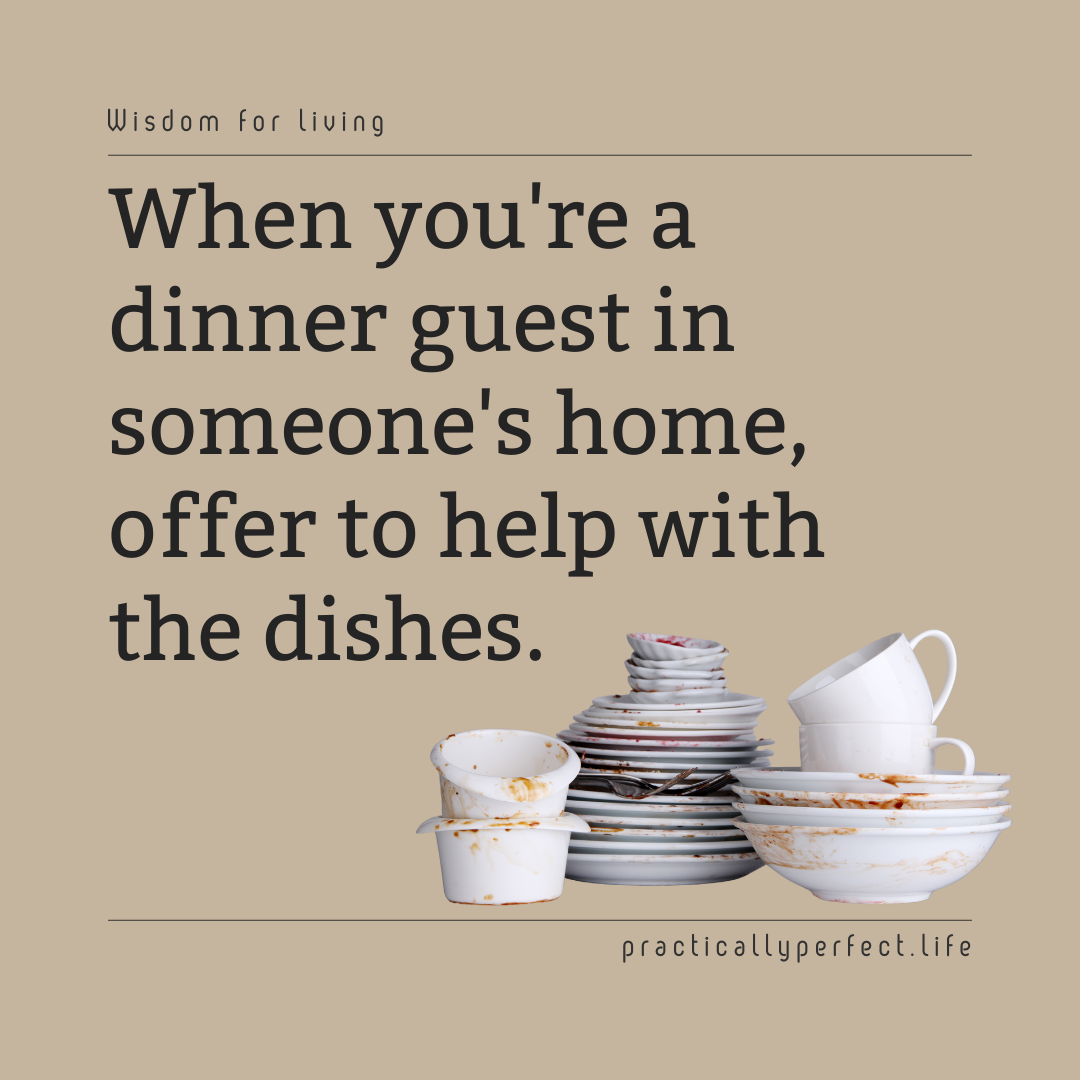 Wisdom for living
When you're a
dinner guest in
someone's home,
offer to help with
the dishes.
practicallyperfect.life